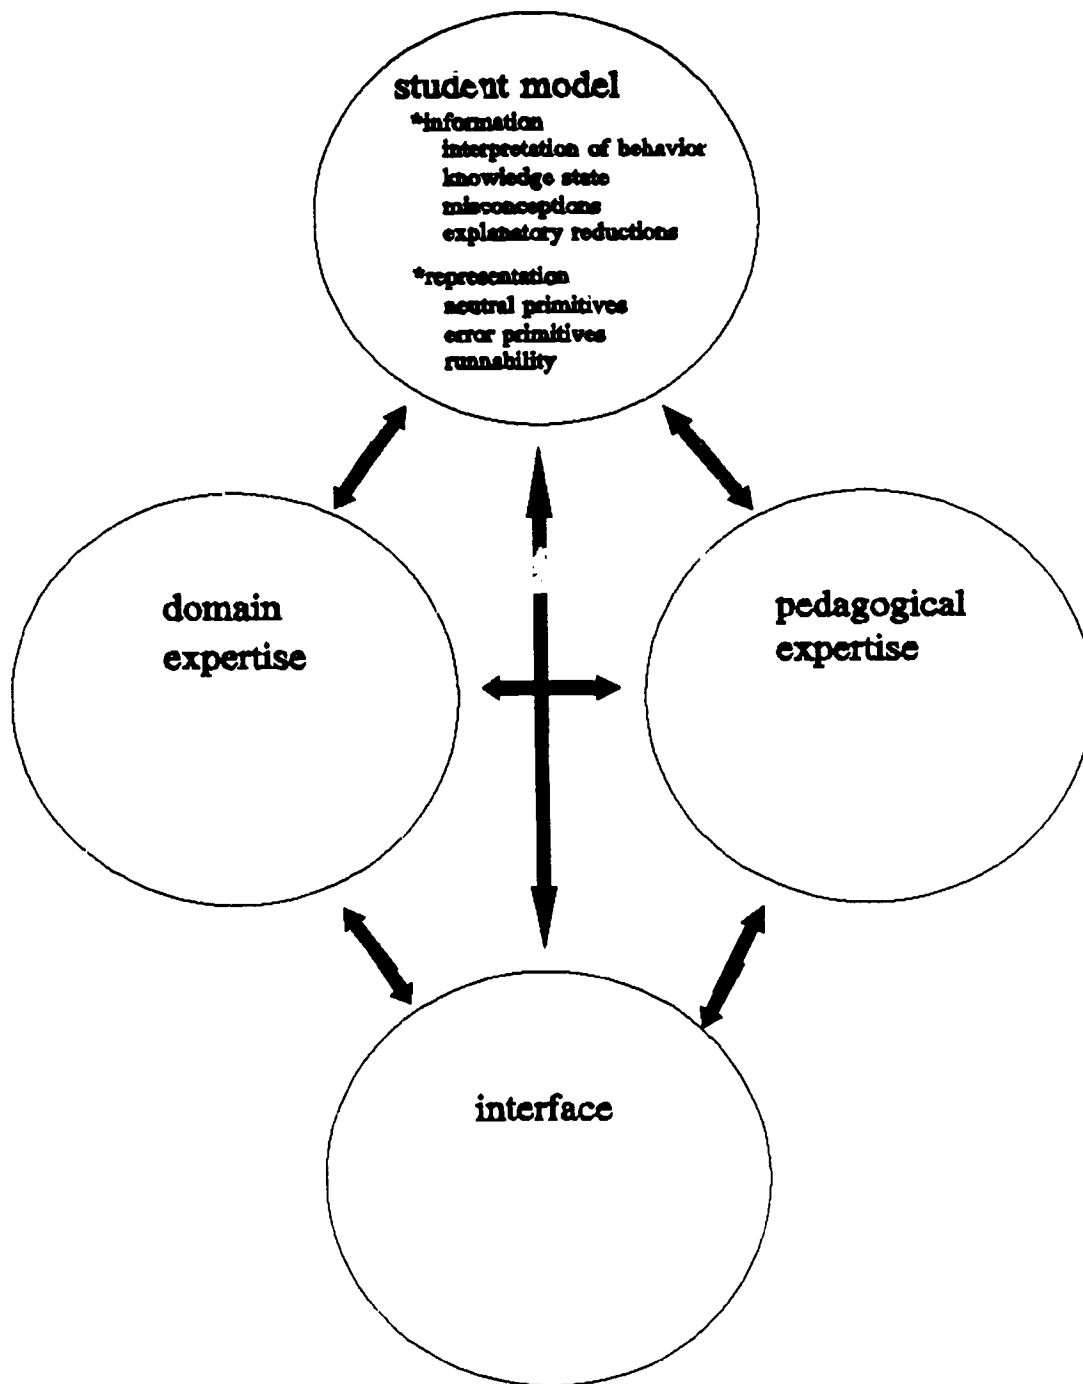 student model
*information
interpretation of behavior
knowledge state
misconceptions
explanatory reductions
*representation
neutral primitives
error primitives
runnability
domain
expertise
pedagogical
expertise
interface